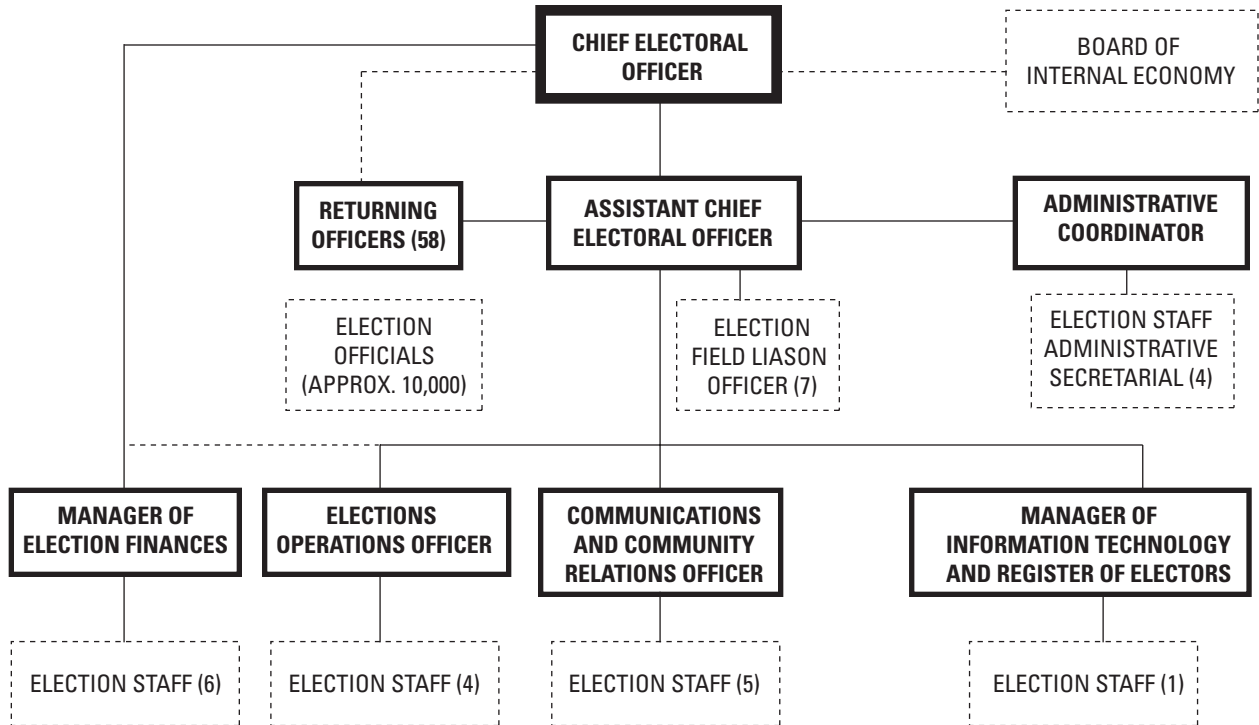 CHIEF ELECTORAL
OFFICER
BOARD OF
INTERNAL ECONOMY
RETURNING
OFFICERS (58)
ASSISTANT CHIEF
ELECTORAL OFFICER
ADMINISTRATIVE
COORDINATOR
ELECTION
OFFICIALS
(APPROX. 10,000)
ELECTION
FIELD LIASON
OFFICER (7)
ELECTION STAFF
ADMINISTRATIVE
SECRETARIAL (4)
MANAGER OF
ELECTION FINANCES
ELECTIONS
OPERATIONS OFFICER
COMMUNICATIONS
AND COMMUNITY
RELATIONS OFFICER
MANAGER OF
INFORMATION TECHNOLOGY
AND REGISTER OF ELECTORS
ELECTION STAFF (6)
ELECTION STAFF (4)
ELECTION STAFF (5)
ELECTION STAFF (1)